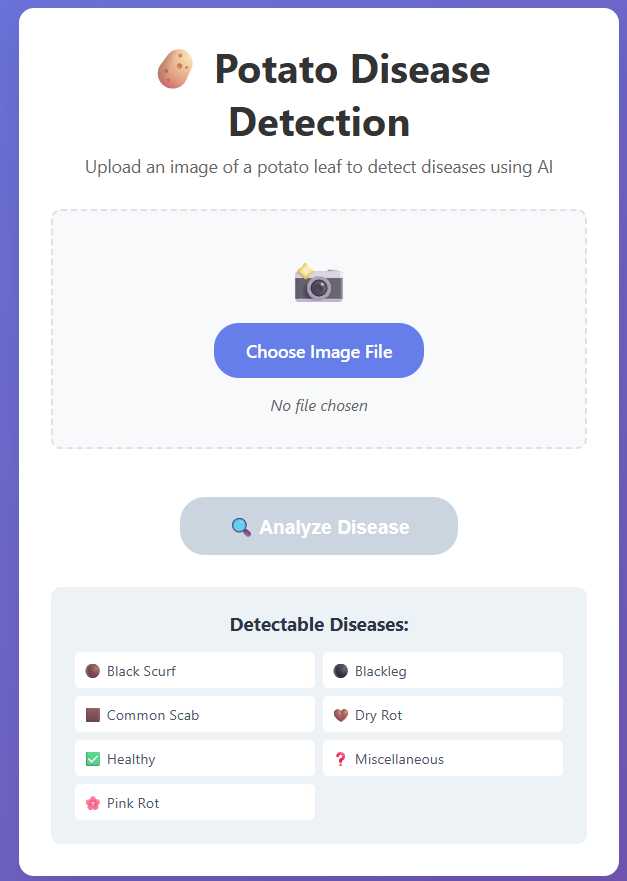 Potato Disease
Detection
Upload an image of a potato leaf to detect diseases using AI
Choose Image File
No file chosen
Analyze Disease
Detectable Diseases:
Black Scurf
Blackleg
Common Scab
Dry Rot
Healthy
Miscellaneous
Pink Rot